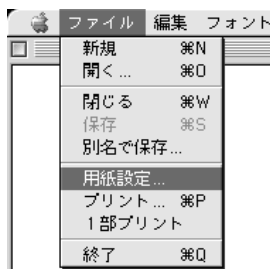 ファイル 編集 フォント
新規 ⌘N
開く... ⌘O
閉じる ⌘W
保存 ⌘S
別名で保存...
用紙設定...
プリント... ⌘P
1部プリント
終了 ⌘Q